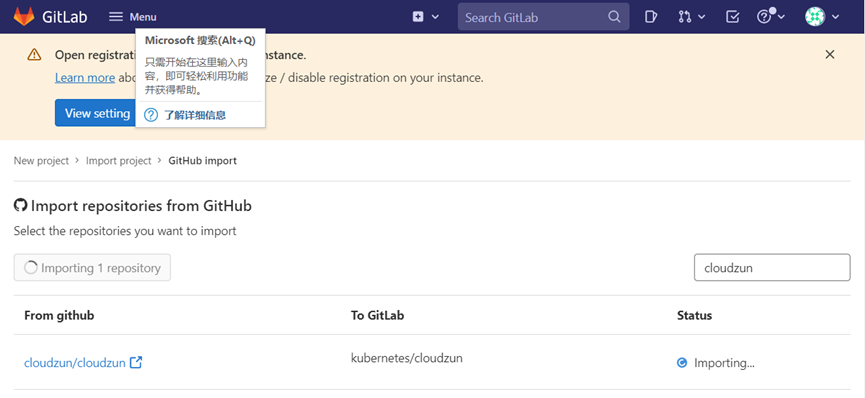 GitLab Menu Search GitLab
Microsoft 搜索(Alt+Q)
只需开始在这里输入内
容，即可轻松利用功能
并获得帮助。
了解详细信息
Open registrati nstance.
Learn more abo ze / disable registration on your instance.
View setting
New project > Import project > GitHub import
Import repositories from GitHub
Select the repositories you want to import
Importing 1 repository cloudzun
From github To GitLab Status
cloudzun/cloudzun kubernetes/cloudzun Importing...